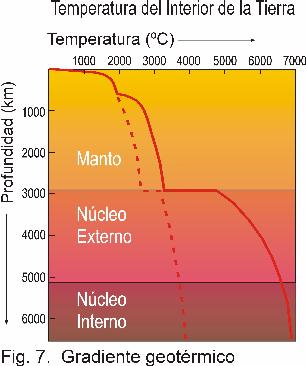 Temperatura del Interior de la Tierra
Temperatura (ºC)
1000 2000 3000 4000 5000 6000 7000
Profundidad (km)
1000
2000
3000
4000
5000
6000
Manto
Núcleo
Externo
Núcleo
Interno
Fig. 7. Gradiente geotérmico